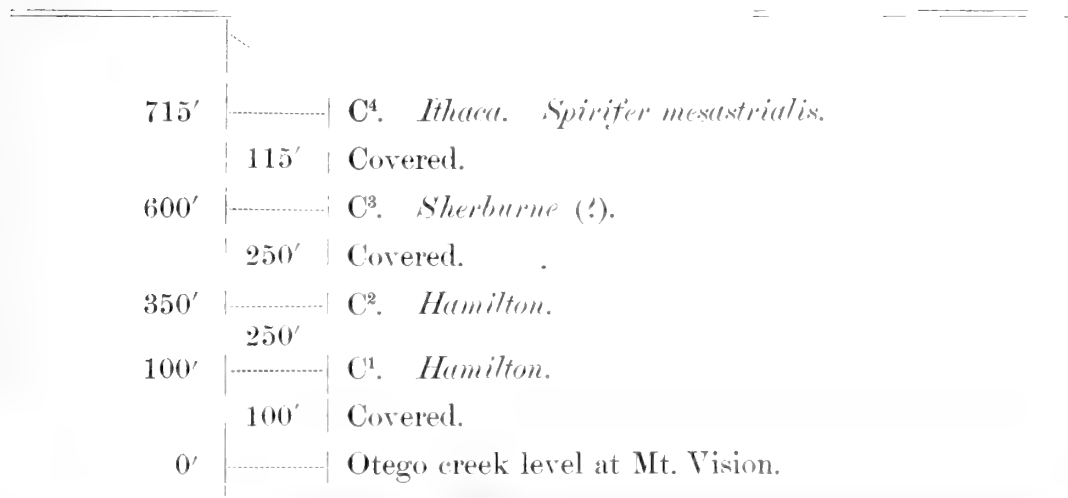 715′ C⁴. Ithaca. Spirifer mesastrialis.
115′ Covered.
600′ C³. Sherburne (?).
250′ Covered.
350′ C². Hamilton.
250′
100′ C¹. Hamilton.
100′ Covered.
0′ Otego creek level at Mt. Vision.